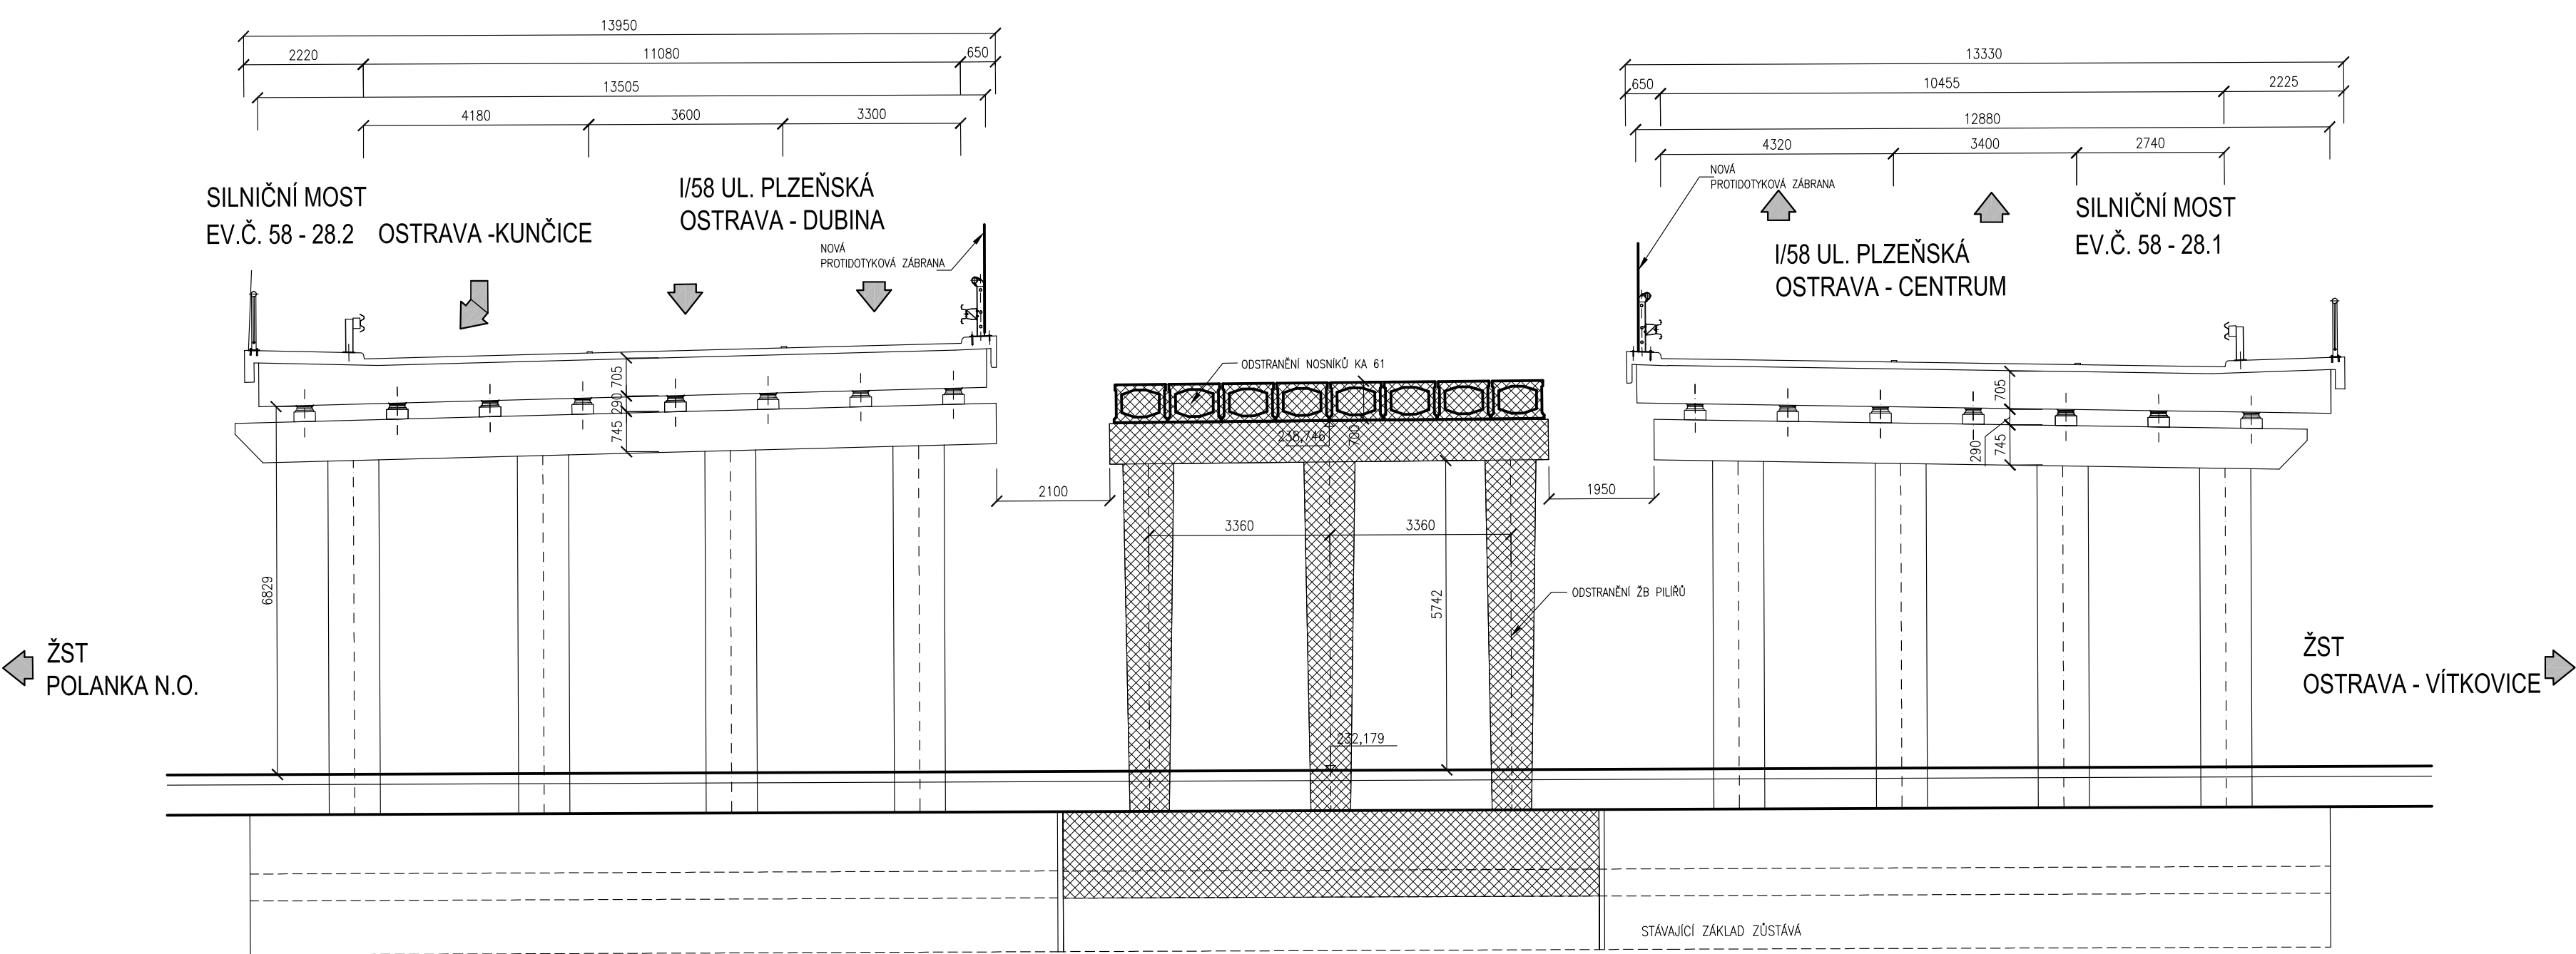 13950
2220
11080
650
13505
4180
3600
3300
SILNIČNÍ MOST
EV.Č. 58 - 28.2
OSTRAVA -KUNČICE
I/58 UL. PLZEŇSKÁ
OSTRAVA - DUBINA
NOVÁ
PROTIDOTYKOVÁ ZÁBRANA
13330
650
10455
2225
12880
4320
3400
2740
NOVÁ
PROTIDOTYKOVÁ ZÁBRANA
I/58 UL. PLZEŇSKÁ
OSTRAVA - CENTRUM
SILNIČNÍ MOST
EV.Č. 58 - 28.1
705
290
745
6829
ODSTRANĚNÍ NOSNÍKŮ KA 61
238,746
700
2100
1950
3360
3360
5742
ODSTRANĚNÍ ŽB PILÍŘŮ
232,179
705
290
745
ŽST
POLANKA N.O.
ŽST
OSTRAVA - VÍTKOVICE
STÁVAJÍCÍ ZÁKLAD ZŮSTÁVÁ